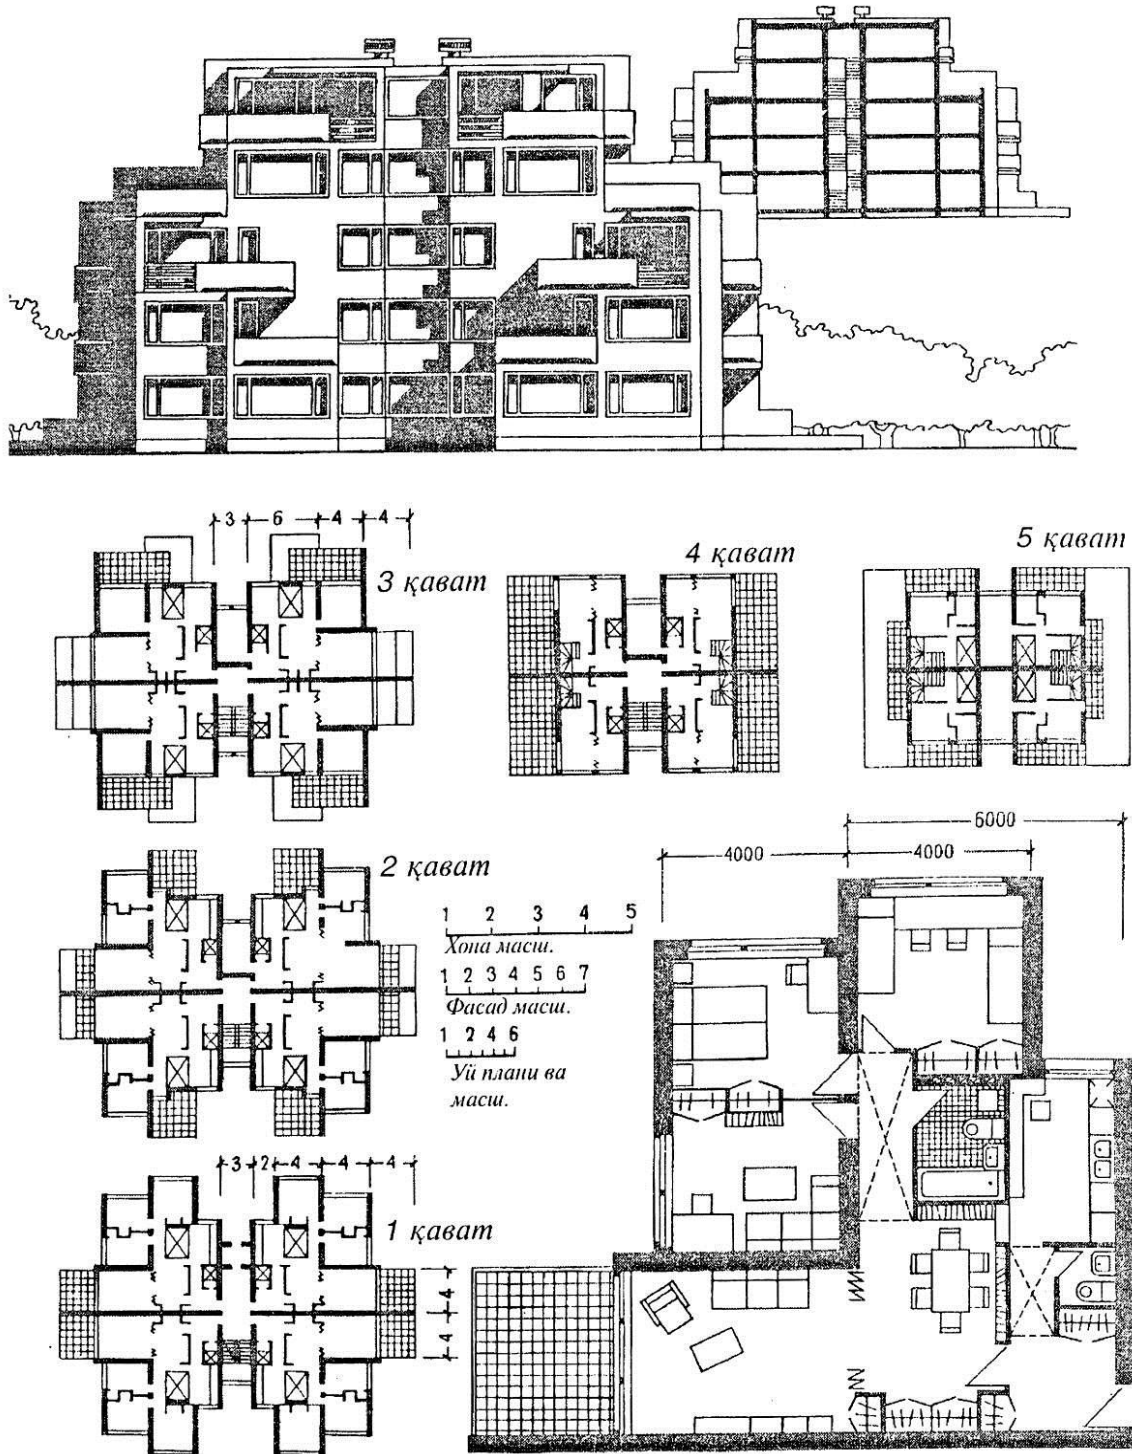 3 6 4 4
3 қават
4 қават
5 қават
2 қават
1 2 3 4 5
Хона масш.
1 2 3 4 5 6 7
Фасад масш.
1 2 4 6
Уй плани ва
масш.
6000
4000 4000
3 2 4 4 4
1 қават
4
4